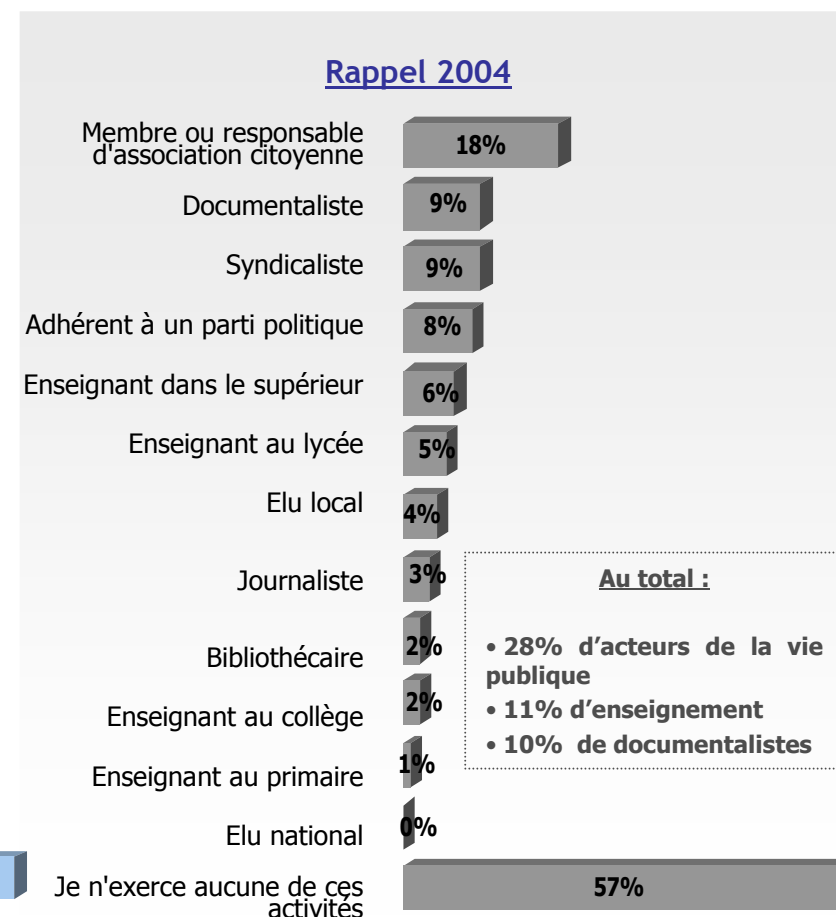 Rappel 2004
Membre ou responsable
d'association citoyenne
18%
Documentaliste
9%
Syndicaliste
9%
Adhérent à un parti politique
8%
Enseignant dans le supérieur
6%
Enseignant au lycée
5%
Elu local
4%
Journaliste
3%
Bibliothécaire
2%
Enseignant au collège
2%
Enseignant au primaire
1%
Elu national
0%
Je n'exerce aucune de ces
activités
57%
Au total :
• 28% d’acteurs de la vie
publique
• 11% d’enseignement
• 10% de documentalistes